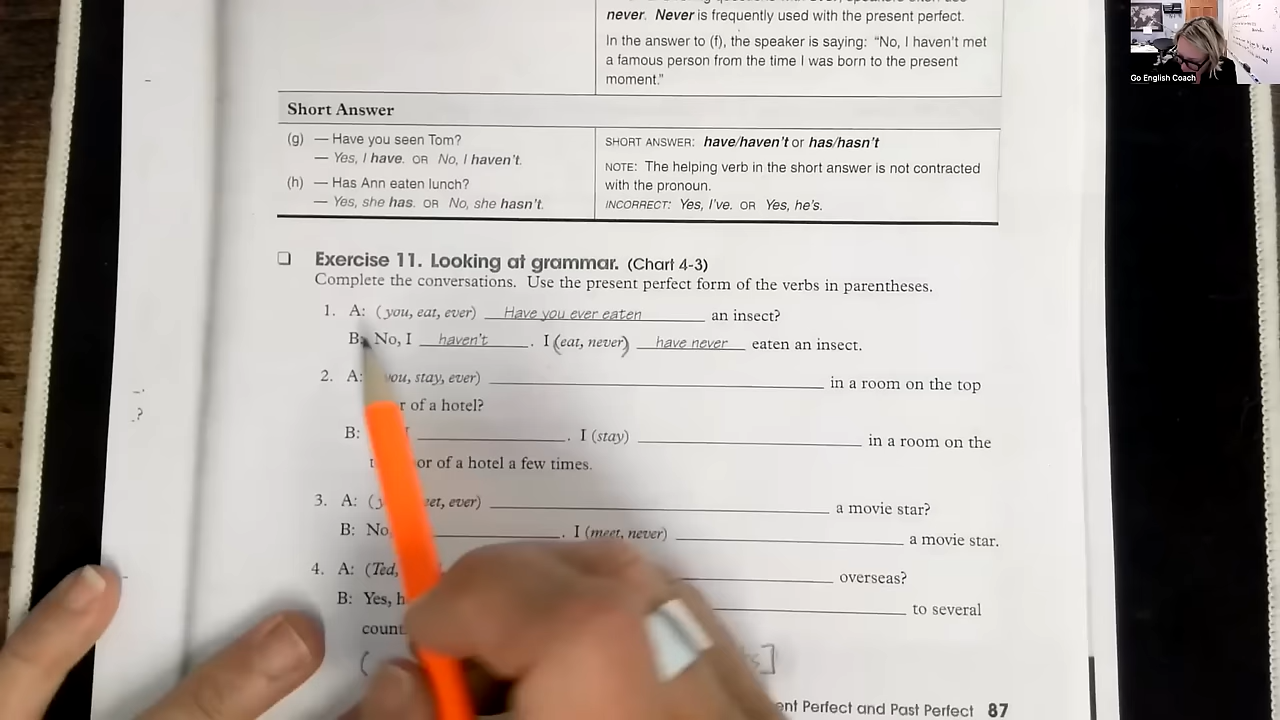 never. Never is frequently used with the present perfect.
In the answer to (f), the speaker is saying: “No, I haven't met
a famous person from the time I was born to the present
moment.”
Go English Coach
Short Answer
(g) — Have you seen Tom?
— Yes, I have. OR No, I haven't.
(h) — Has Ann eaten lunch?
— Yes, she has. OR No, she hasn't.
SHORT ANSWER: have/haven't or has/hasn't
NOTE: The helping verb in the short answer is not contracted
with the pronoun.
INCORRECT: Yes, I've. OR Yes, he's.
Exercise 11. Looking at grammar. (Chart 4-3)
Complete the conversations. Use the present perfect form of the verbs in parentheses.
1. A: (you, eat, ever) Have you ever eaten an insect?
B: No, I haven't. I (eat, never) have never eaten an insect.
2. A: you, stay, ever) in a room on the top
of a hotel?
B: . I (stay) in a room on the
of a hotel a few times.
3. A: ever) a movie star?
B: No . I (meet, never) a movie star.
4. A: (Ted, overseas?
B: Yes, to several
Perfect and Past Perfect 87